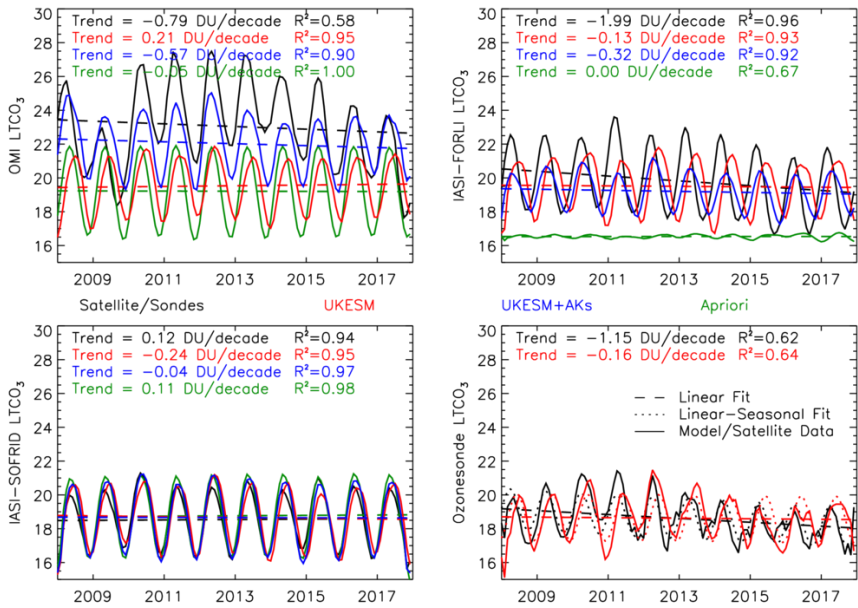 Trend = −0.79 DU/decade R²=0.58
Trend = 0.21 DU/decade R²=0.95
Trend = −0.57 DU/decade R²=0.90
Trend = −0.05 DU/decade R²=1.00
OMI LTCO₃
30
28
26
24
22
20
18
16
2009 2011 2013 2015 2017
Trend = −1.99 DU/decade R²=0.96
Trend = −0.13 DU/decade R²=0.93
Trend = −0.32 DU/decade R²=0.92
Trend = 0.00 DU/decade R²=0.67
IASI−FORLI LTCO₃
30
28
26
24
22
20
18
16
2009 2011 2013 2015 2017
Satellite/Sondes UKESM UKESM+AKs Apriori
Trend = 0.12 DU/decade R²=0.94
Trend = −0.24 DU/decade R²=0.95
Trend = −0.04 DU/decade R²=0.97
Trend = 0.11 DU/decade R²=0.98
IASI−SOFRID LTCO₃
30
28
26
24
22
20
18
16
2009 2011 2013 2015 2017
Trend = −1.15 DU/decade R²=0.62
Trend = −0.16 DU/decade R²=0.64
Linear Fit
Linear−Seasonal Fit
Model/Satellite Data
Ozonesonde LTCO₃
30
28
26
24
22
20
18
16
2009 2011 2013 2015 2017